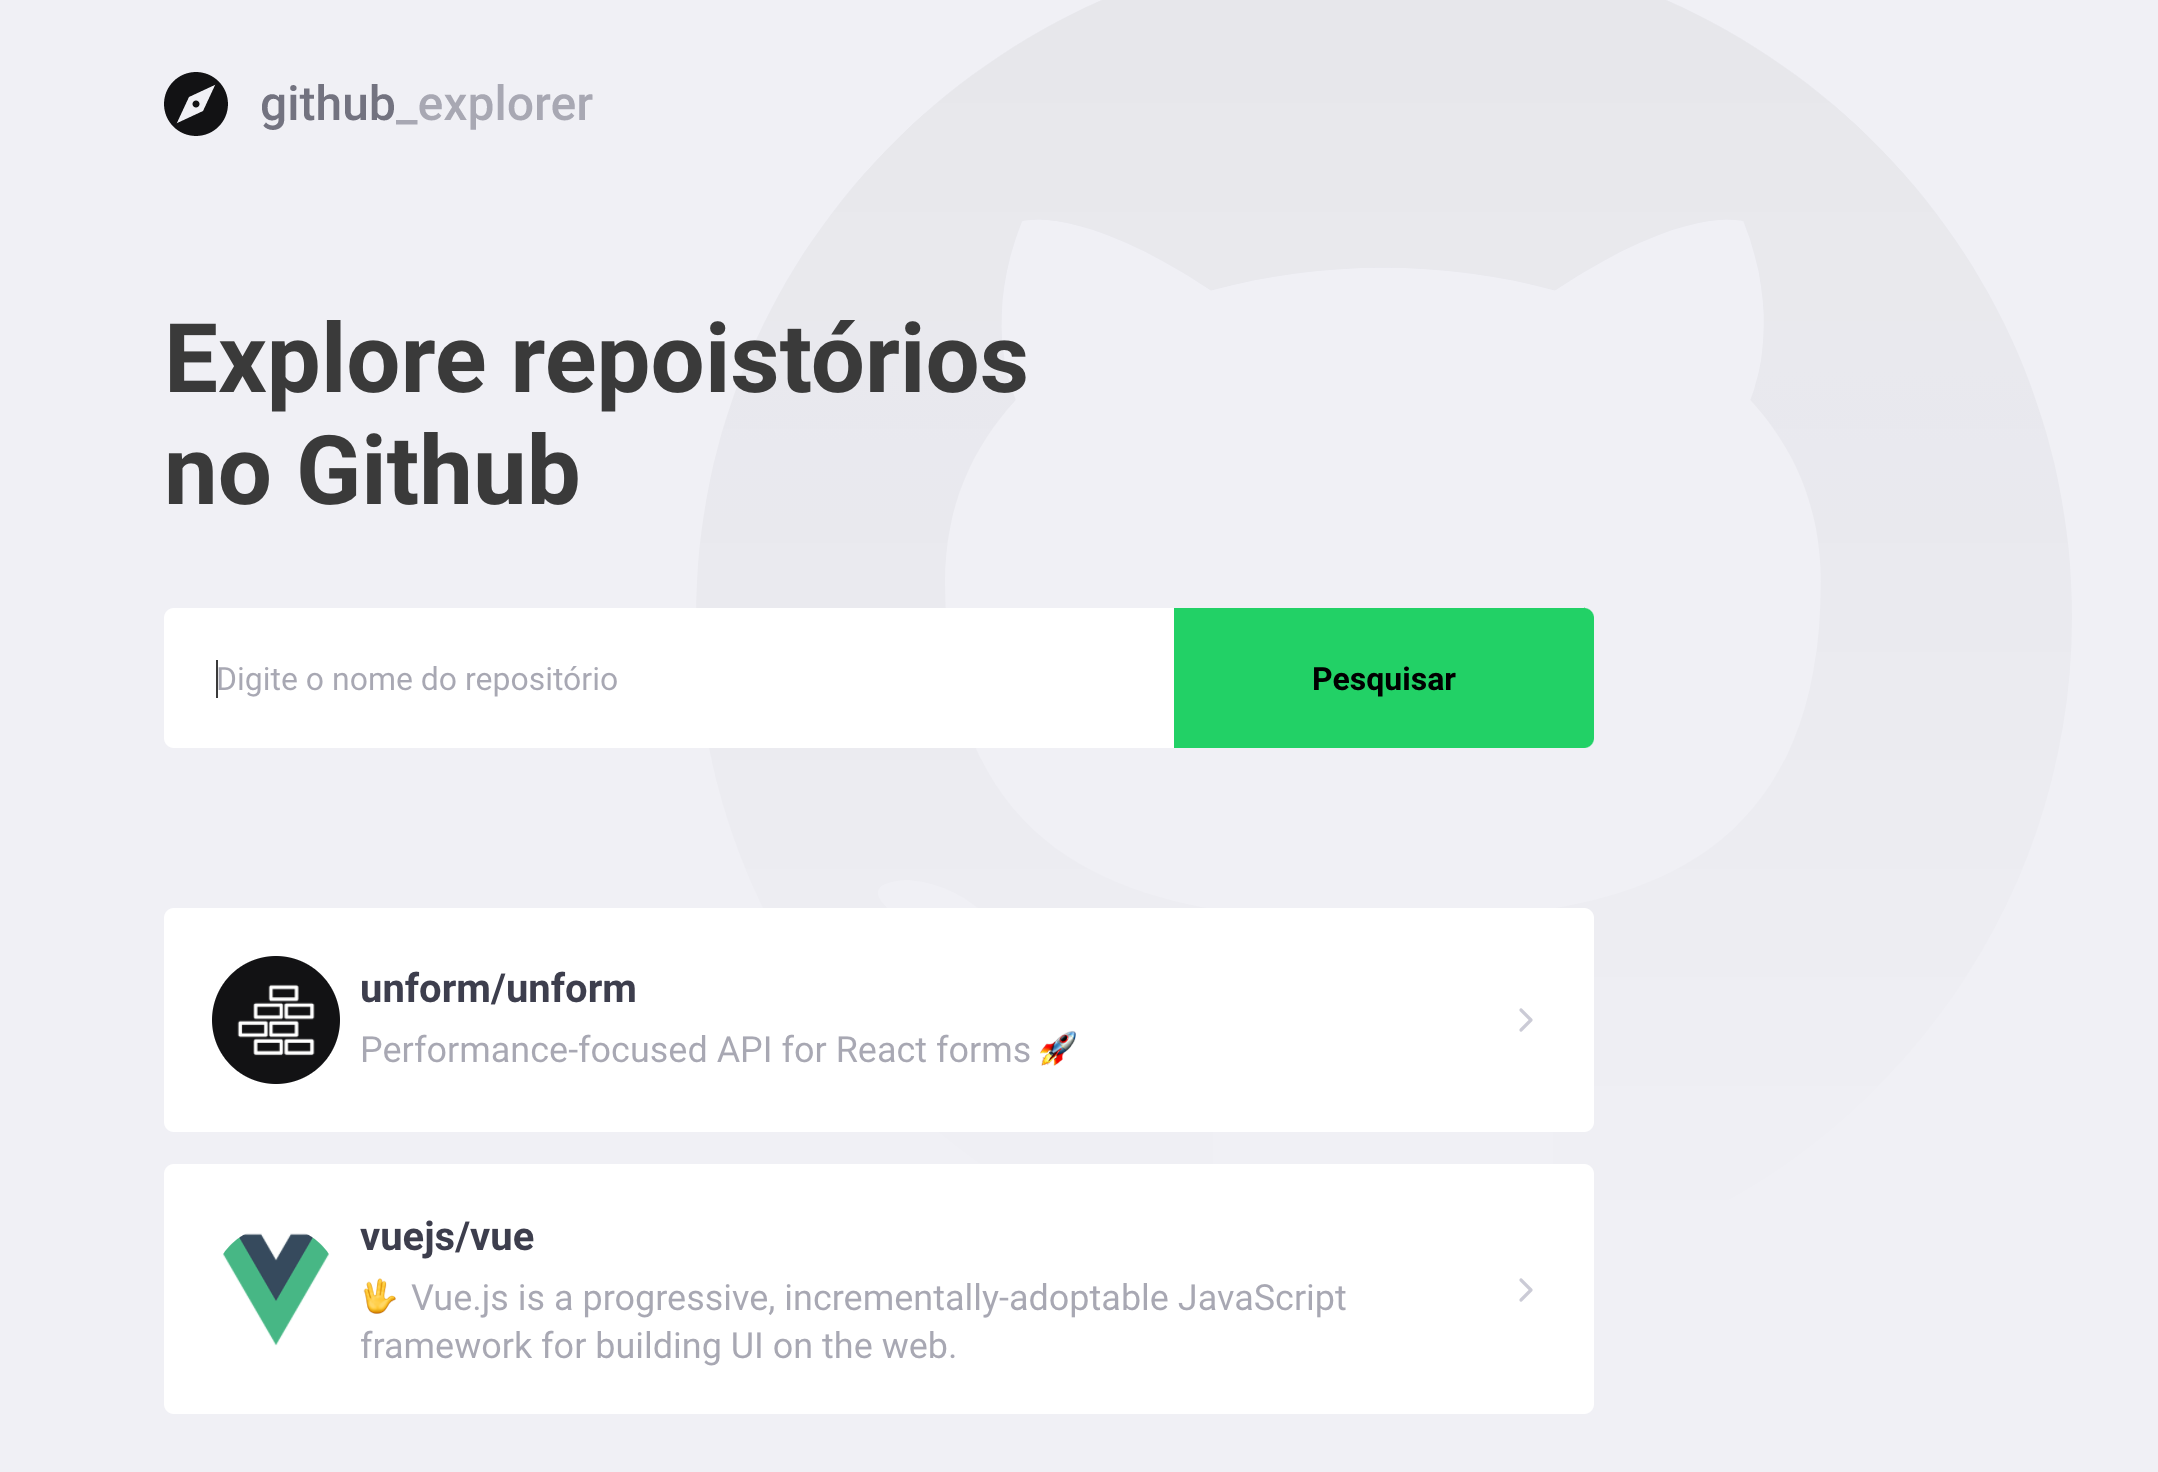 github_explorer
Explore repoistórios
no Github
Digite o nome do repositório
Pesquisar
unform/unform
Performance-focused API for React forms 🚀
vuejs/vue
🖖 Vue.js is a progressive, incrementally-adoptable JavaScript
framework for building UI on the web.